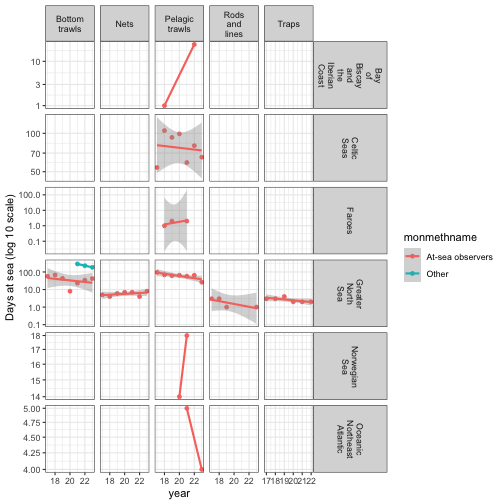 Bottom
trawls
Nets
Pelagic
trawls
Rods
and
lines
Traps
10
3
1
Bay
of
Biscay
and
the
Iberian
Coast
100
70
50
Celtic
Seas
100.0
10.0
1.0
0.1
Faroes
100.0
10.0
1.0
0.1
Greater
North
Sea
18
17
16
15
14
Norwegian
Sea
5.00
4.75
4.50
4.25
4.00
Oceanic
Northeast
Atlantic
18 20 22
18 20 22
18 20 22
18 20 22
171819202122
year
Days at sea (log 10 scale)
monmethname
At-sea observers
Other